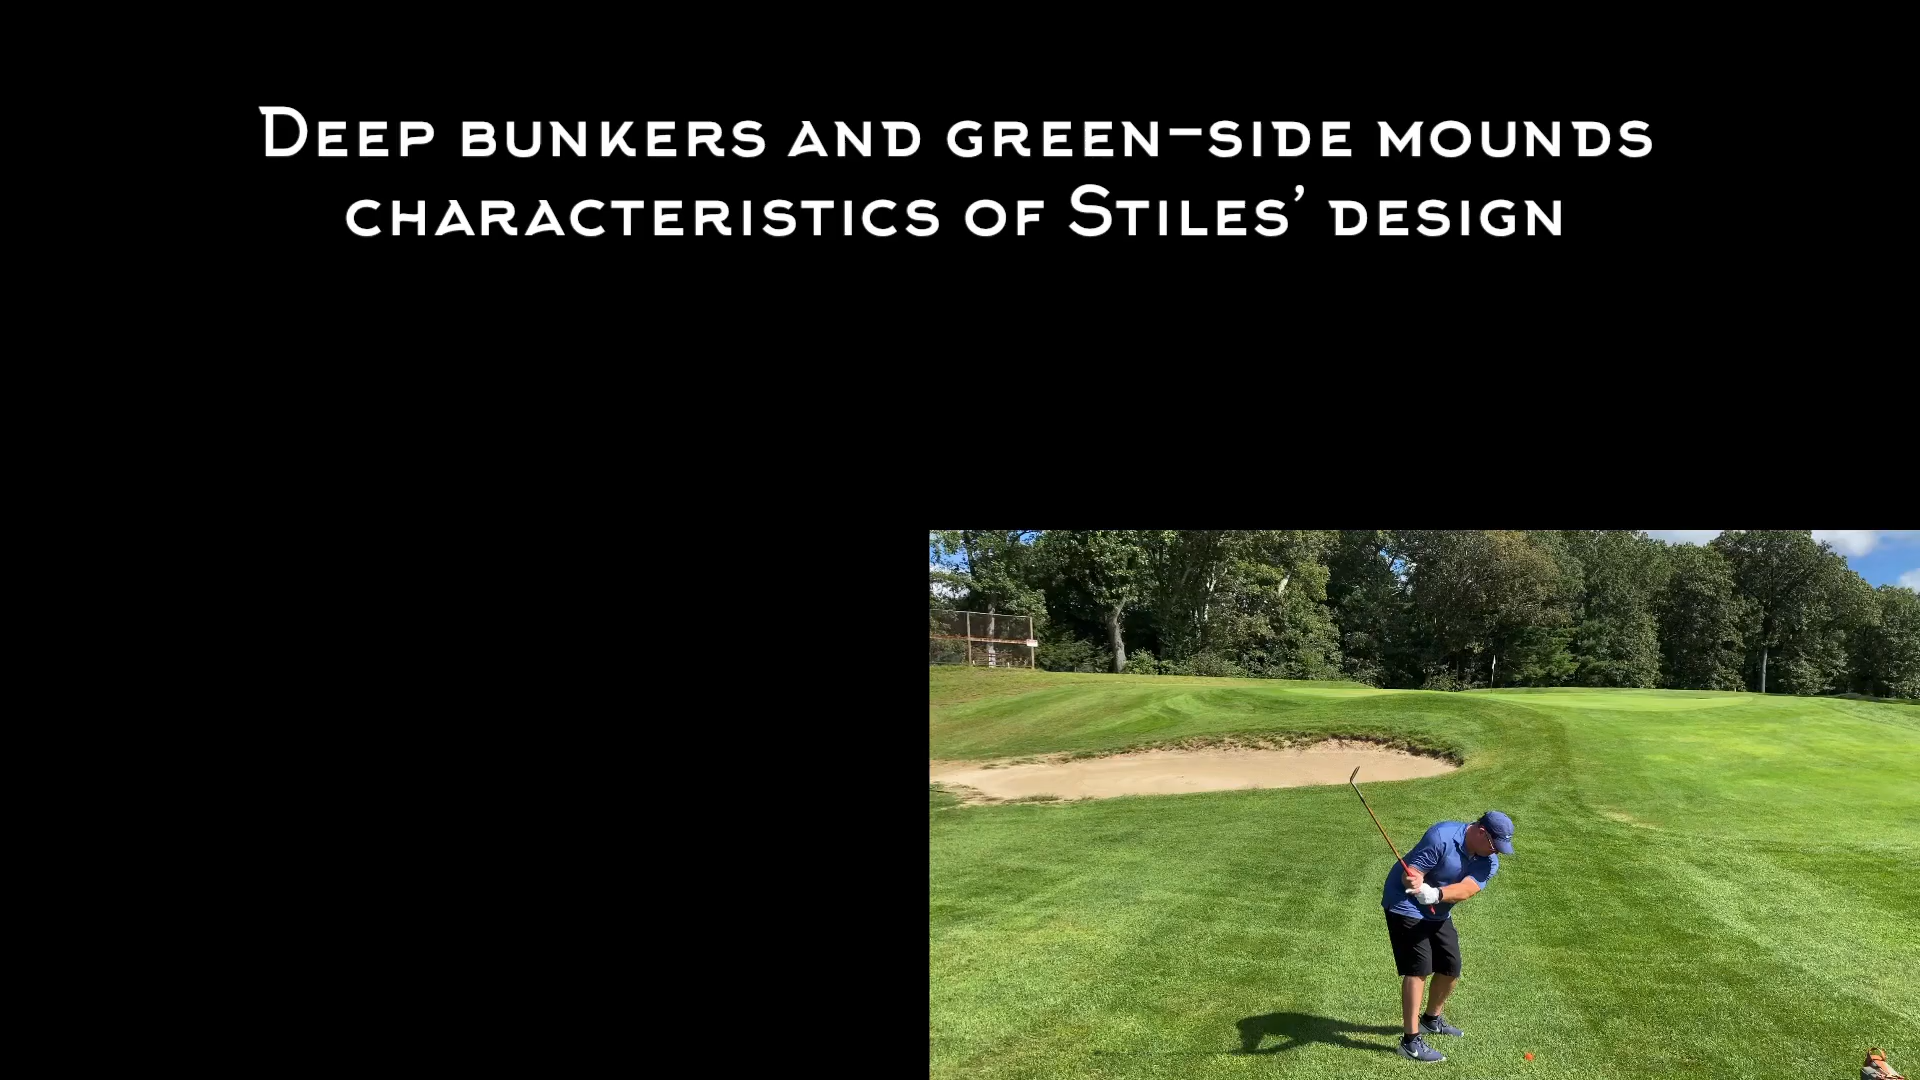 Deep bunkers and green-side mounds
characteristics of Stiles’ design